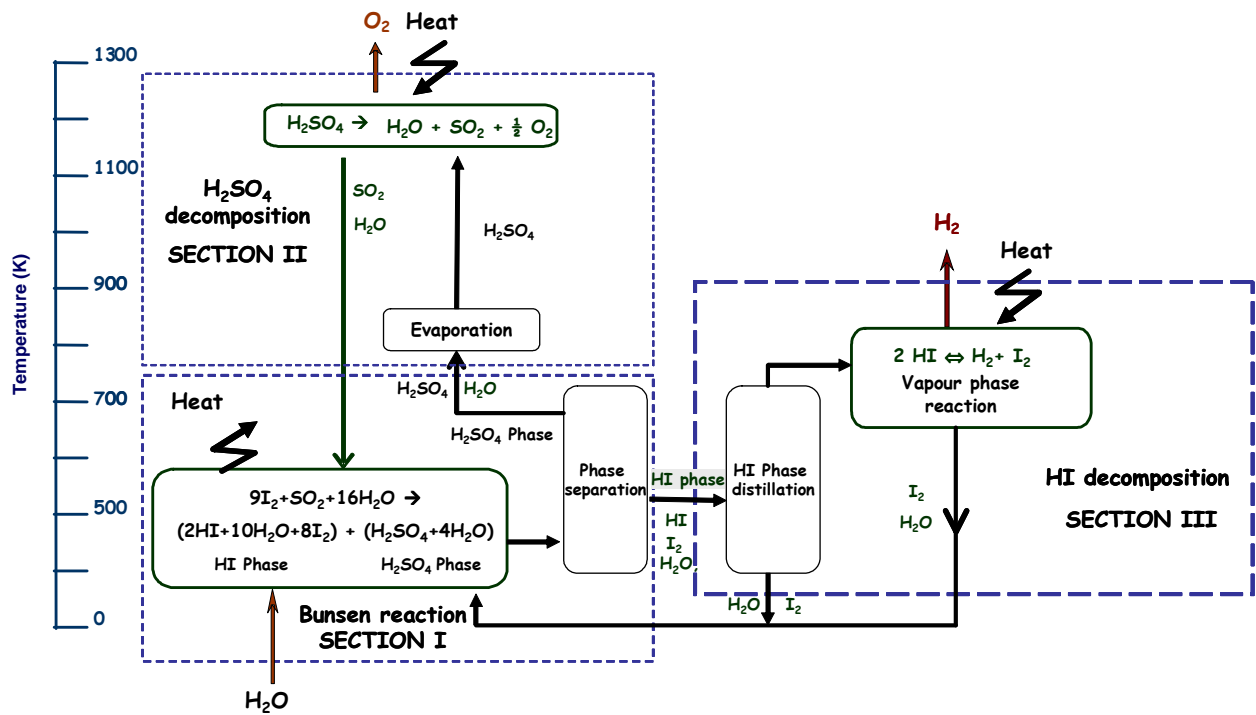 O₂
Heat
1300
H₂SO₄ → H₂O + SO₂ + ½ O₂
1100
H₂SO₄
decomposition
SECTION II
SO₂
H₂O
H₂SO₄
H₂
Heat
900
Temperature (K)
Evaporation
2 HI ⇔ H₂+ I₂
Vapour phase
reaction
H₂SO₄
H₂O
700
Heat
H₂SO₄ Phase
Phase
separation
HI phase
HI Phase
distillation
HI decomposition
SECTION III
9I₂+SO₂+16H₂O →
(2HI+10H₂O+8I₂) + (H₂SO₄+4H₂O)
HI Phase
H₂SO₄ Phase
500
HI
I₂
H₂O,
I₂
H₂O
H₂O
I₂
0
Bunsen reaction
SECTION I
H₂O